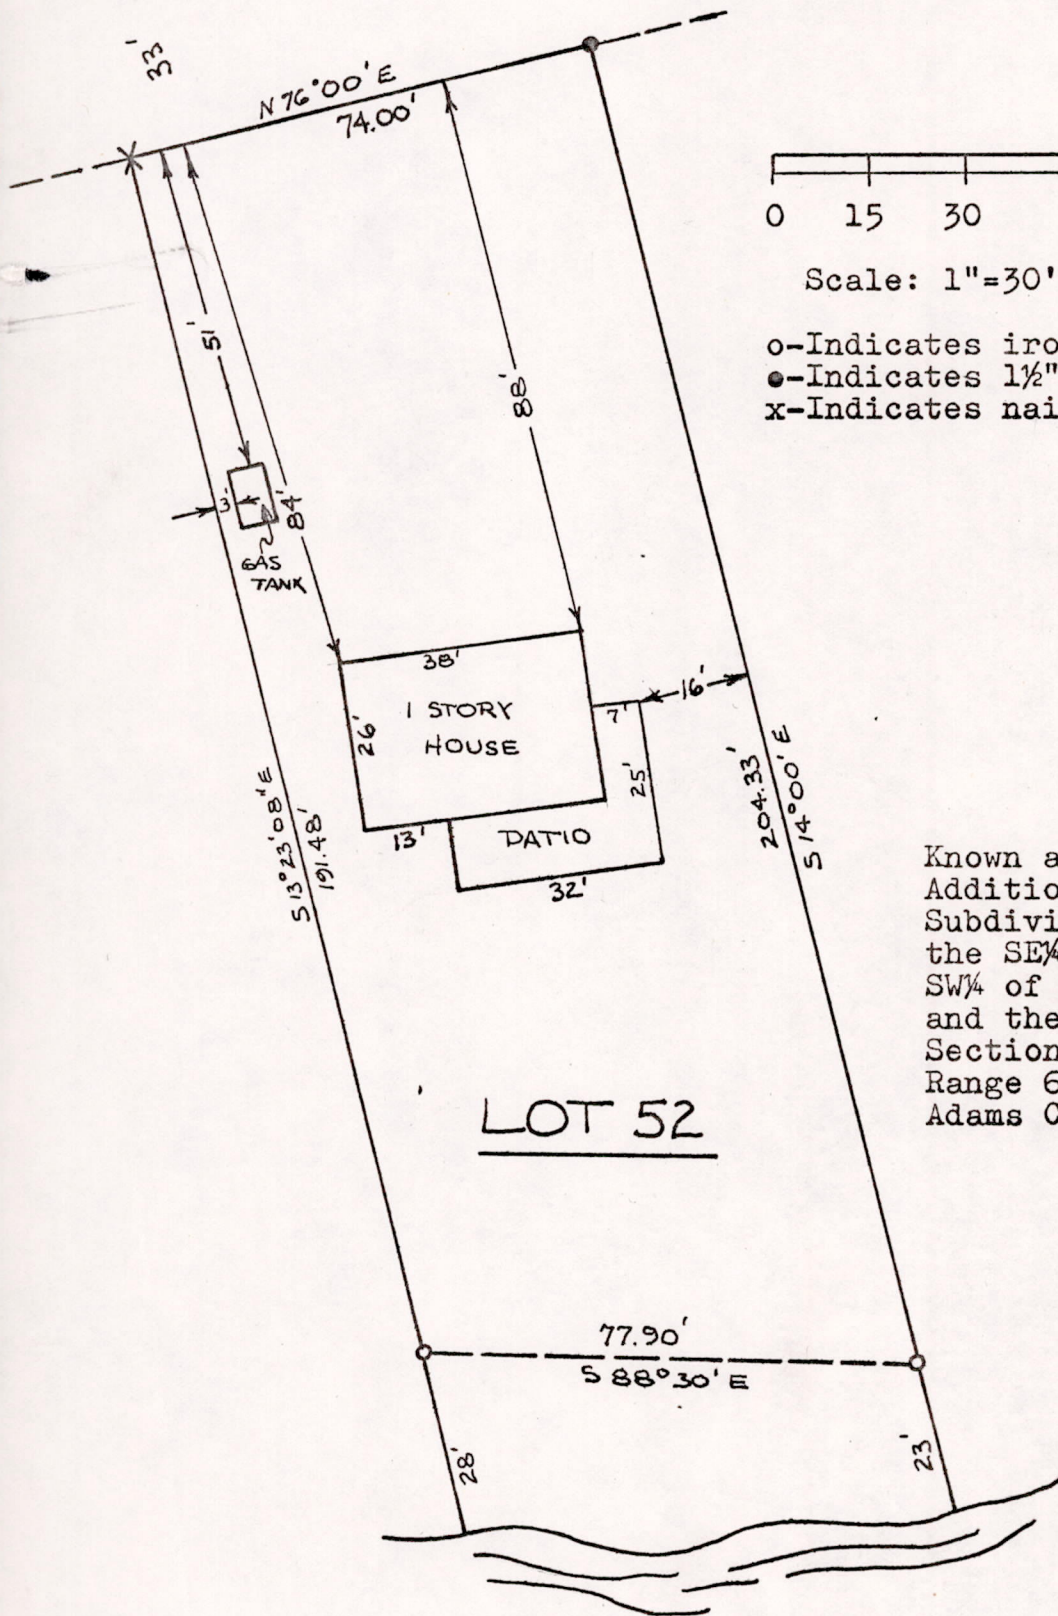 33'
N 76°00' E
74.00'
0 15 30
Scale: 1"=30'
o-Indicates iro
●-Indicates 1½"
x-Indicates nai
51'
88'
3'
84'
GAS
TANK
38'
1 STORY
HOUSE
26'
7'
16'
25'
13'
PATIO
32'
S 13°23'08" E
191.48'
204.33'
S 14°00' E
Known a
Additio
Subdivi
the SE¼
SW¼ of
and the
Section
Range 6
Adams C
LOT 52
77.90'
S 88°30' E
28'
23'